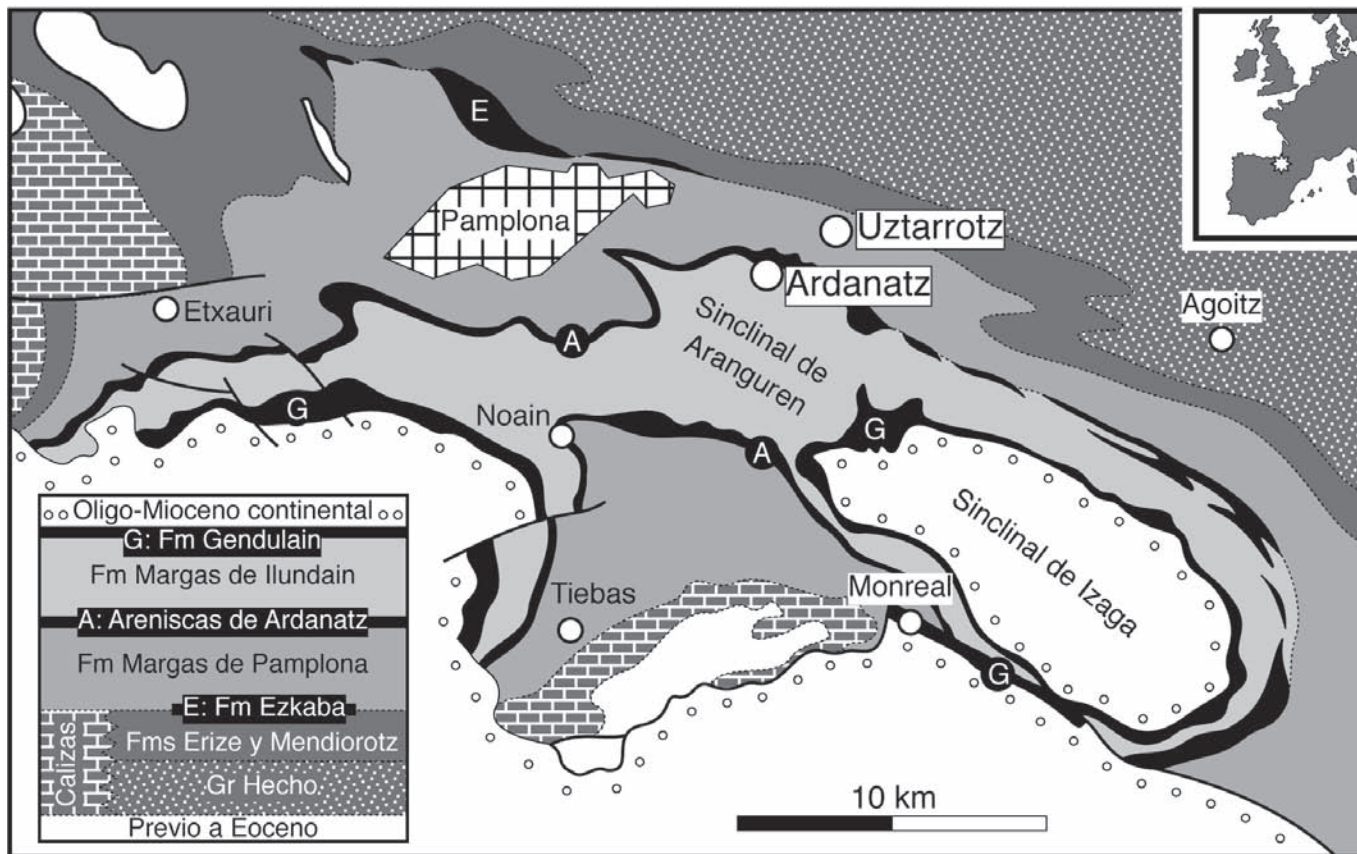 E
Pamplona
Uztarrotz
Ardanatz
Etxauri
Agoitz
Sinclinal de
Aranguren
A
G
Noain
G
A
Sinclinal de Izaga
Oligo-Mioceno continental
G: Fm Gendulain
Fm Margas de Ilundain
A: Areniscas de Ardanatz
Fm Margas de Pamplona
E: Fm Ezkaba
Fms Erize y Mendiorotz
Gr Hecho
Calizas
Previo a Eoceno
Tiebas
Monreal
G
10 km